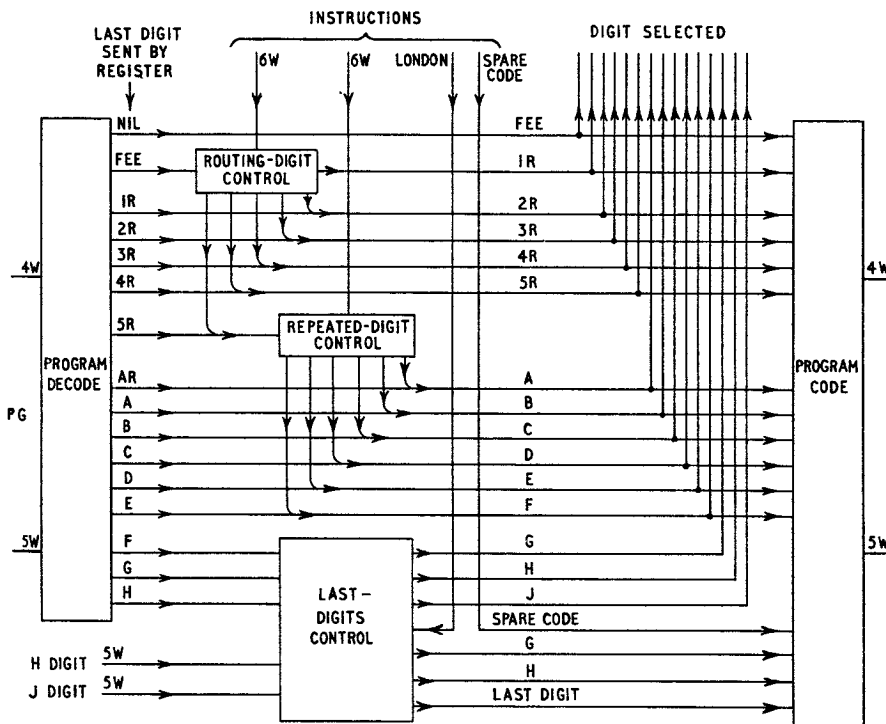 INSTRUCTIONS
DIGIT SELECTED
LAST DIGIT
SENT BY
REGISTER
6W
6W
LONDON
SPARE
CODE
NIL
FEE
FEE
ROUTING-DIGIT
CONTROL
1R
1R
2R
2R
3R
3R
4R
4W
4W
4R
5R
5R
REPEATED-DIGIT
CONTROL
PROGRAM
DECODE
PROGRAM
CODE
AR
A
PG
A
B
B
C
C
D
D
E
E
F
5W
F
G
5W
G
H
H
J
LAST-
DIGITS
CONTROL
SPARE CODE
G
H DIGIT
5W
H
J DIGIT
5W
LAST DIGIT